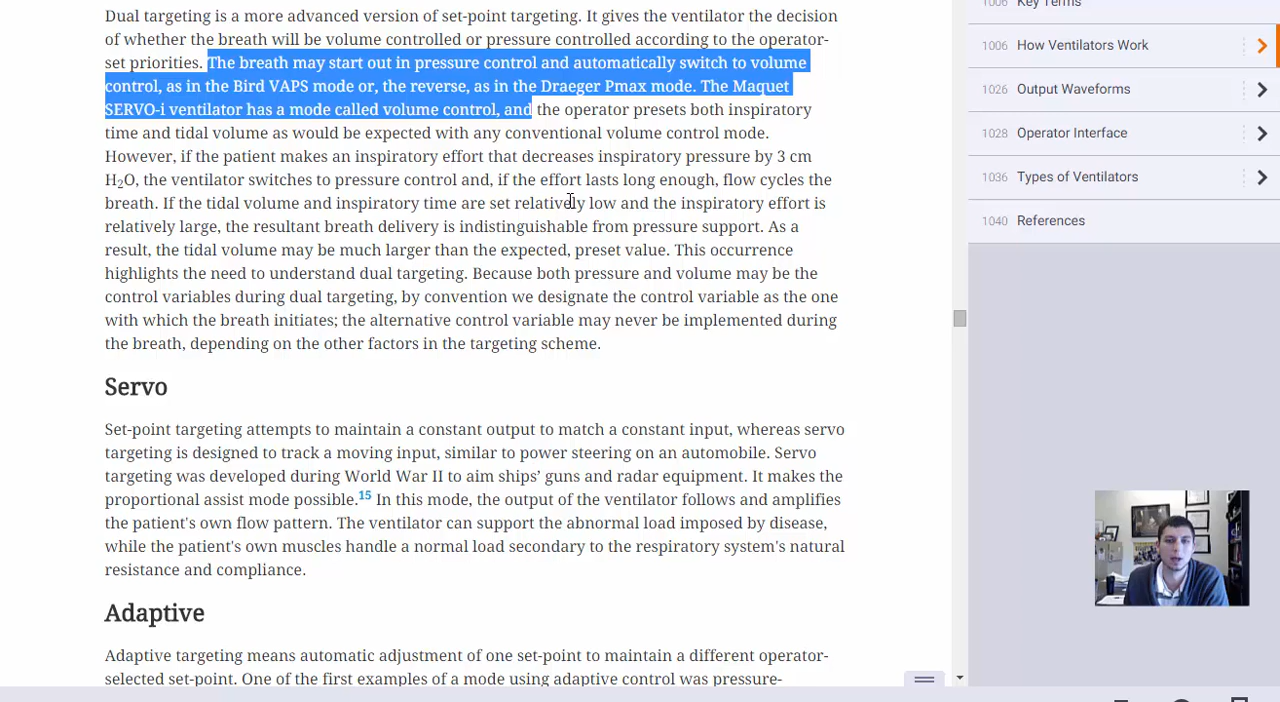 Dual targeting is a more advanced version of set-point targeting. It gives the ventilator the decision
of whether the breath will be volume controlled or pressure controlled according to the operator-
set priorities. The breath may start out in pressure control and automatically switch to volume
control, as in the Bird VAPS mode or, the reverse, as in the Draeger Pmax mode. The Maquet
SERVO-i ventilator has a mode called volume control, and the operator presets both inspiratory
time and tidal volume as would be expected with any conventional volume control mode.
However, if the patient makes an inspiratory effort that decreases inspiratory pressure by 3 cm
H₂O, the ventilator switches to pressure control and, if the effort lasts long enough, flow cycles the
breath. If the tidal volume and inspiratory time are set relatively low and the inspiratory effort is
relatively large, the resultant breath delivery is indistinguishable from pressure support. As a
result, the tidal volume may be much larger than the expected, preset value. This occurrence
highlights the need to understand dual targeting. Because both pressure and volume may be the
control variables during dual targeting, by convention we designate the control variable as the one
with which the breath initiates; the alternative control variable may never be implemented during
the breath, depending on the other factors in the targeting scheme.
Servo
Set-point targeting attempts to maintain a constant output to match a constant input, whereas servo
targeting is designed to track a moving input, similar to power steering on an automobile. Servo
targeting was developed during World War II to aim ships’ guns and radar equipment. It makes the
proportional assist mode possible.15 In this mode, the output of the ventilator follows and amplifies
the patient's own flow pattern. The ventilator can support the abnormal load imposed by disease,
while the patient's own muscles handle a normal load secondary to the respiratory system's natural
resistance and compliance.
Adaptive
Adaptive targeting means automatic adjustment of one set-point to maintain a different operator-
selected set-point. One of the first examples of a mode using adaptive control was pressure-
1006 Key Terms
1006 How Ventilators Work
1026 Output Waveforms
1028 Operator Interface
1036 Types of Ventilators
1040 References